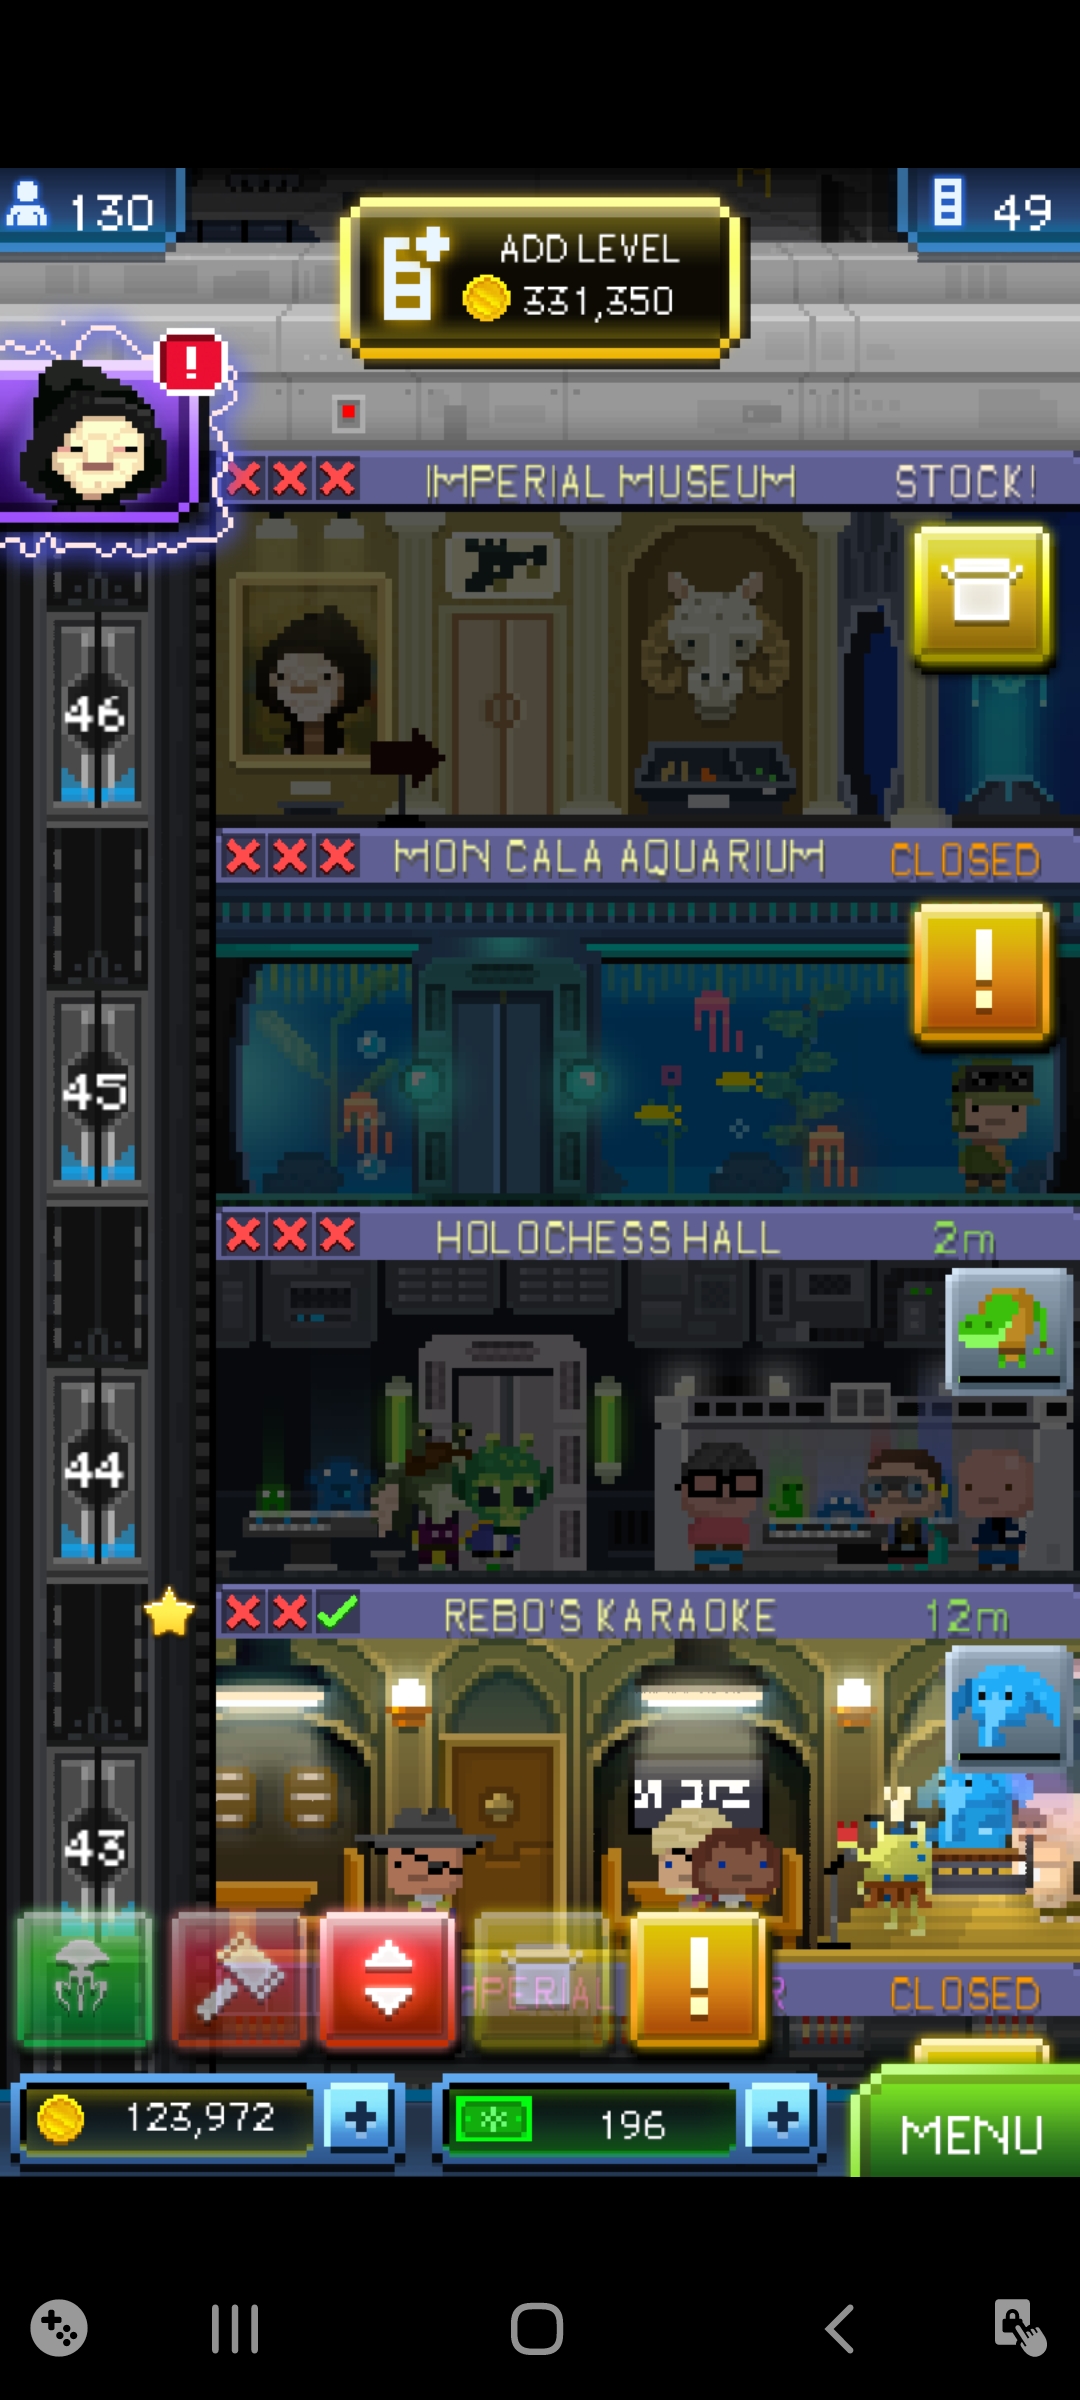 130
ADD LEVEL
331,350
49
IMPERIAL MUSEUM STOCK!
46
MON CALA AQUARIUM CLOSED
45
HOLOCHESS HALL 2m
44
REBO'S KARAOKE 12m
43
IMPERIAL CLOSED
123,972
196
MENU